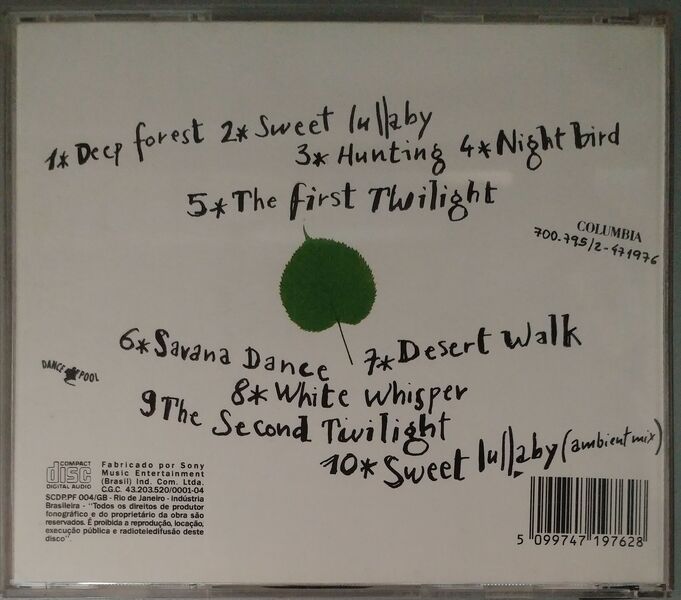 1* Deep forest 2* Sweet lullaby
3* Hunting 4* Night bird
5* The first Twilight
COLUMBIA
700.795/2-471976
6* Savana Dance 7* Desert Walk
DANCE POOL
8* White Whisper
9 The Second Twilight
10* Sweet lullaby (ambient mix)
COMPACT
disc
DIGITAL AUDIO
Fabricado por Sony
Music Entertainment
(Brasil) Ind. Com. Ltda.
C.G.C. 43.203.520/0001-04
SCDP.PF 004/GB - Rio de Janeiro - Indústria
Brasileira - "Todos os direitos de produtor
fonográfico e do proprietário da obra são
reservados. É proibida a reprodução, locação,
execução pública e radioteledifusão deste
disco".
5 099747 197628